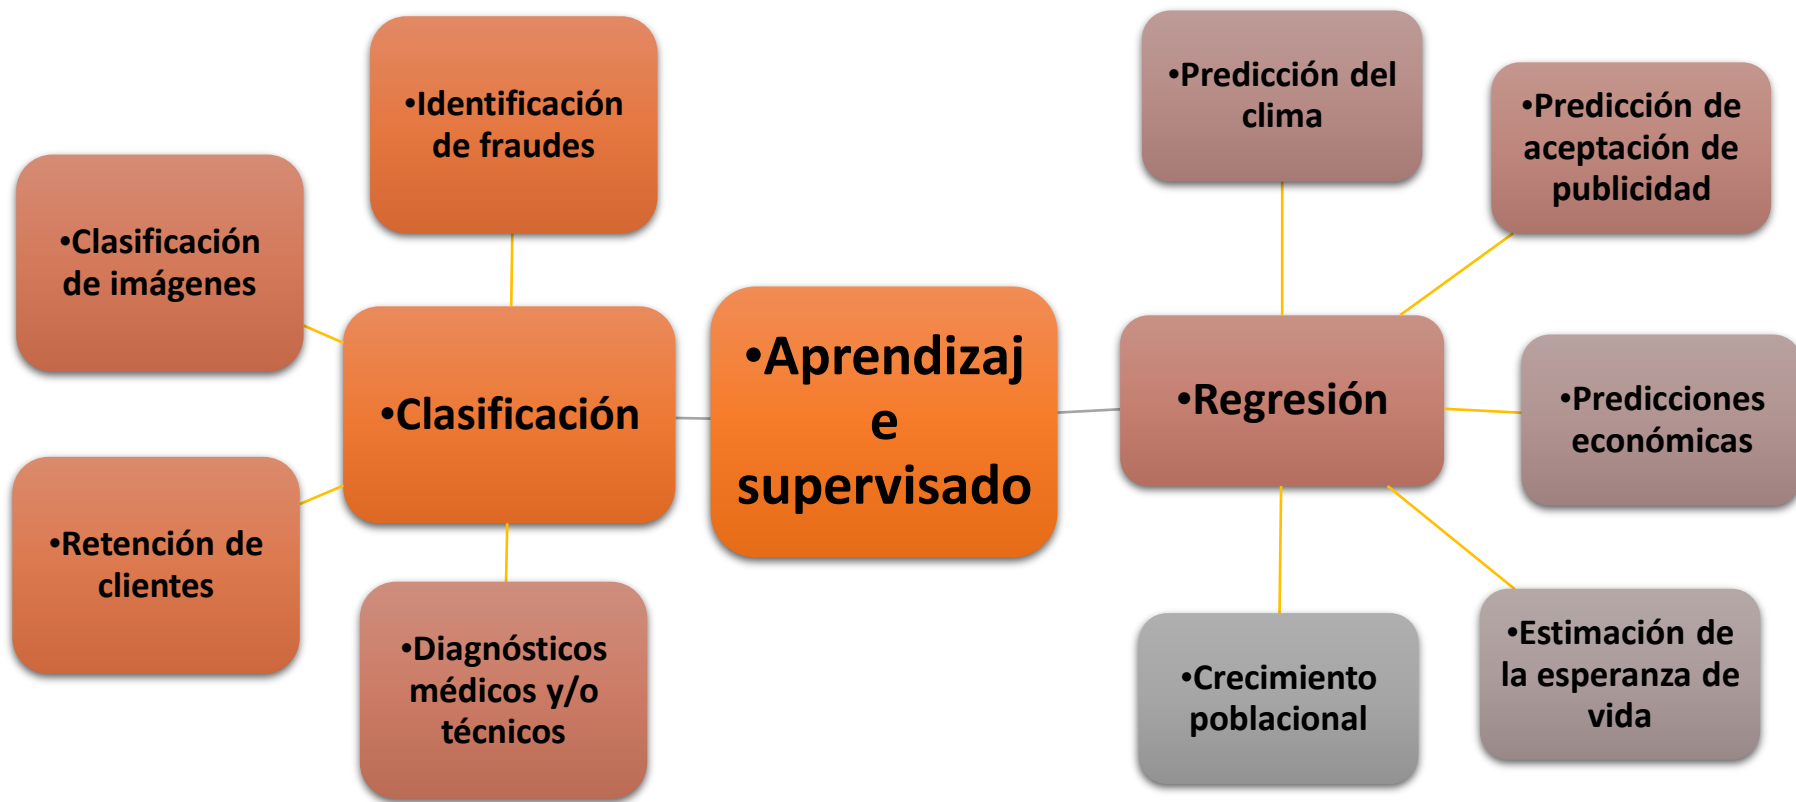 •Identificación
de fraudes
•Clasificación
de imágenes
•Clasificación
•Retención de
clientes
•Diagnósticos
médicos y/o
técnicos
•Aprendizaj
e
supervisado
•Regresión
•Predicción del
clima
•Predicción de
aceptación de
publicidad
•Predicciones
económicas
•Estimación de
la esperanza de
vida
•Crecimiento
poblacional